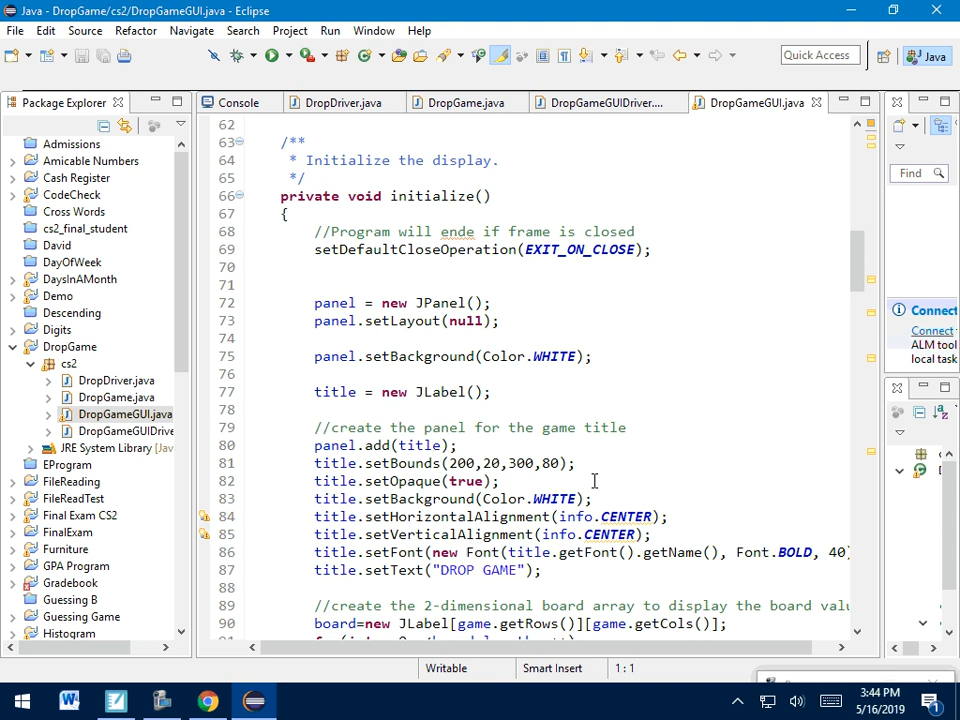 Java - DropGame/cs2/DropGameGUI.java - Eclipse
File Edit Source Refactor Navigate Search Project Run Window Help
Quick Access
Java
Package Explorer
Console
DropDriver.java
DropGame.java
DropGameGUIDriver....
DropGameGUI.java
Admissions
Amicable Numbers
Cash Register
CodeCheck
Cross Words
cs2_final_student
David
DayOfWeek
DaysInAMonth
Demo
Descending
Digits
DropGame
cs2
DropDriver.java
DropGame.java
DropGameGUI.java
DropGameGUIDrive
JRE System Library [Jav
EProgram
FileReading
FileReadTest
Final Exam CS2
FinalExam
Furniture
GPA Program
Gradebook
Guessing B
Guessing Game
Histogram
62
63 /**
64 * Initialize the display.
65 */
66 private void initialize()
67 {
68 //Program will ende if frame is closed
69 setDefaultCloseOperation(EXIT_ON_CLOSE);
70
71
72 panel = new JPanel();
73 panel.setLayout(null);
74
75 panel.setBackground(Color.WHITE);
76
77 title = new JLabel();
78
79 //create the panel for the game title
80 panel.add(title);
81 title.setBounds(200,20,300,80);
82 title.setOpaque(true);
83 title.setBackground(Color.WHITE);
84 title.setHorizontalAlignment(info.CENTER);
85 title.setVerticalAlignment(info.CENTER);
86 title.setFont(new Font(title.getFont().getName(), Font.BOLD, 40)
87 title.setText("DROP GAME");
88
89 //create the 2-dimensional board array to display the board valu
90 board=new JLabel[game.getRows()][game.getCols()];
Find
Connect
Connect
ALM tool
local task
Writable
Smart Insert
1 : 1
3:44 PM
5/16/2019
1